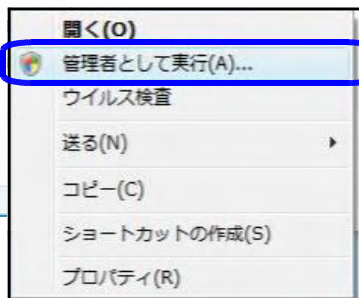 開く(O)
管理者として実行(A)...
ウイルス検査
送る(N)
コピー(C)
ショートカットの作成(S)
プロパティ(R)